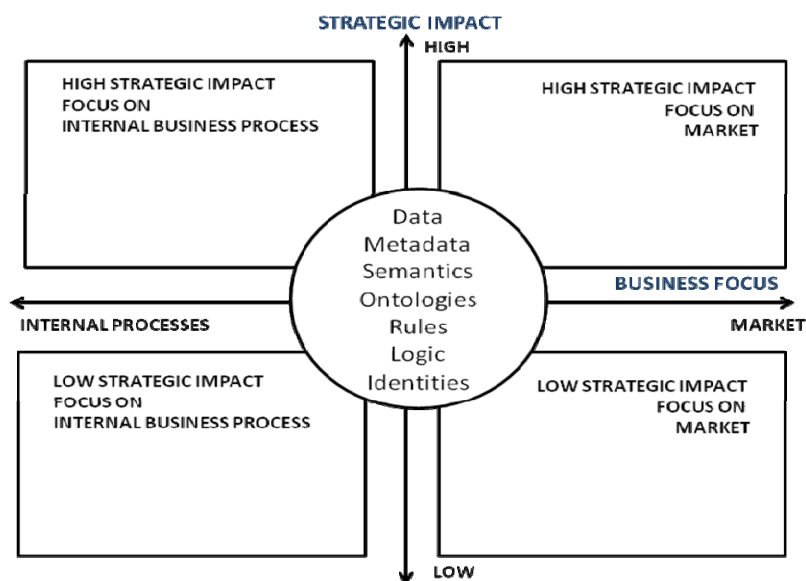 STRATEGIC IMPACT
HIGH
HIGH STRATEGIC IMPACT
FOCUS ON
INTERNAL BUSINESS PROCESS
HIGH STRATEGIC IMPACT
FOCUS ON
MARKET
Data
Metadata
Semantics
Ontologies
Rules
Logic
Identities
BUSINESS FOCUS
INTERNAL PROCESSES
MARKET
LOW STRATEGIC IMPACT
FOCUS ON
INTERNAL BUSINESS PROCESS
LOW STRATEGIC IMPACT
FOCUS ON
MARKET
LOW